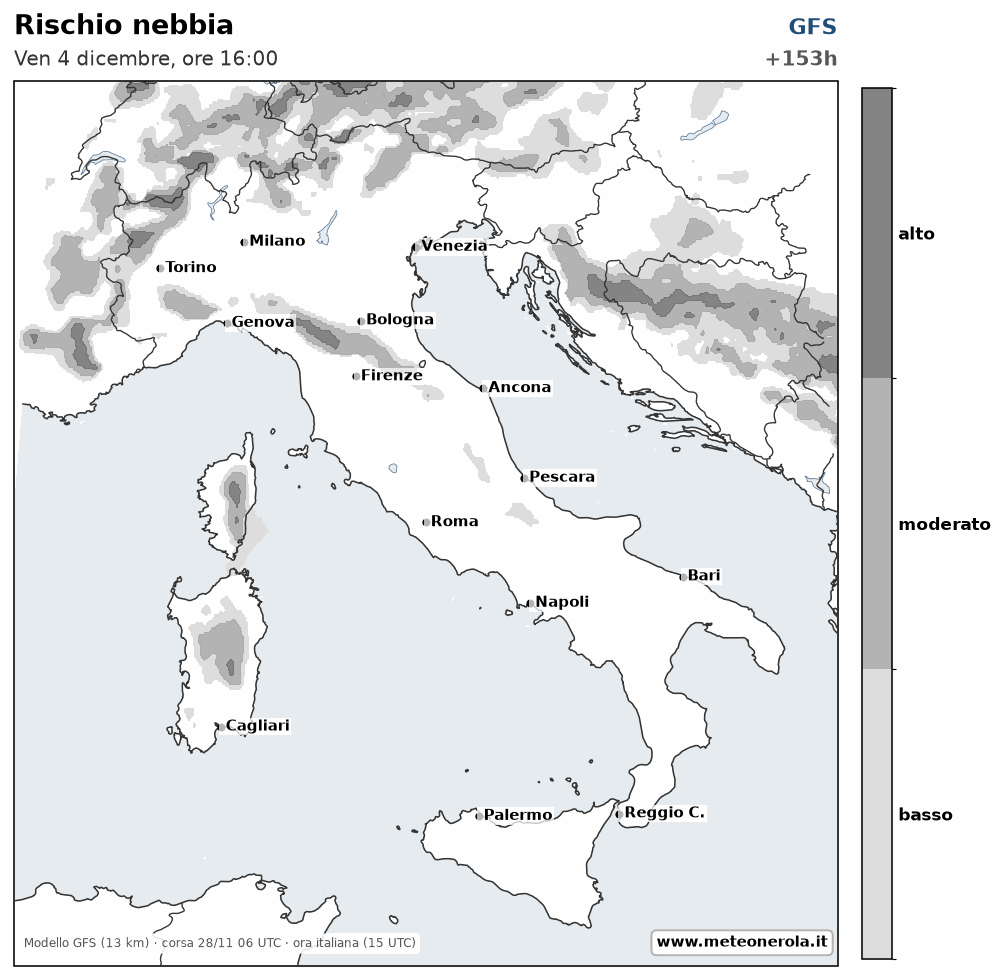 Rischio nebbia
GFS
Ven 4 dicembre, ore 16:00
+153h
Milano
Venezia
Torino
Genova
Bologna
Firenze
Ancona
Pescara
Roma
Bari
Napoli
Cagliari
Palermo
Reggio C.
alto
moderato
basso
Modello GFS (13 km) · corsa 28/11 06 UTC · ora italiana (15 UTC)
www.meteonerola.it